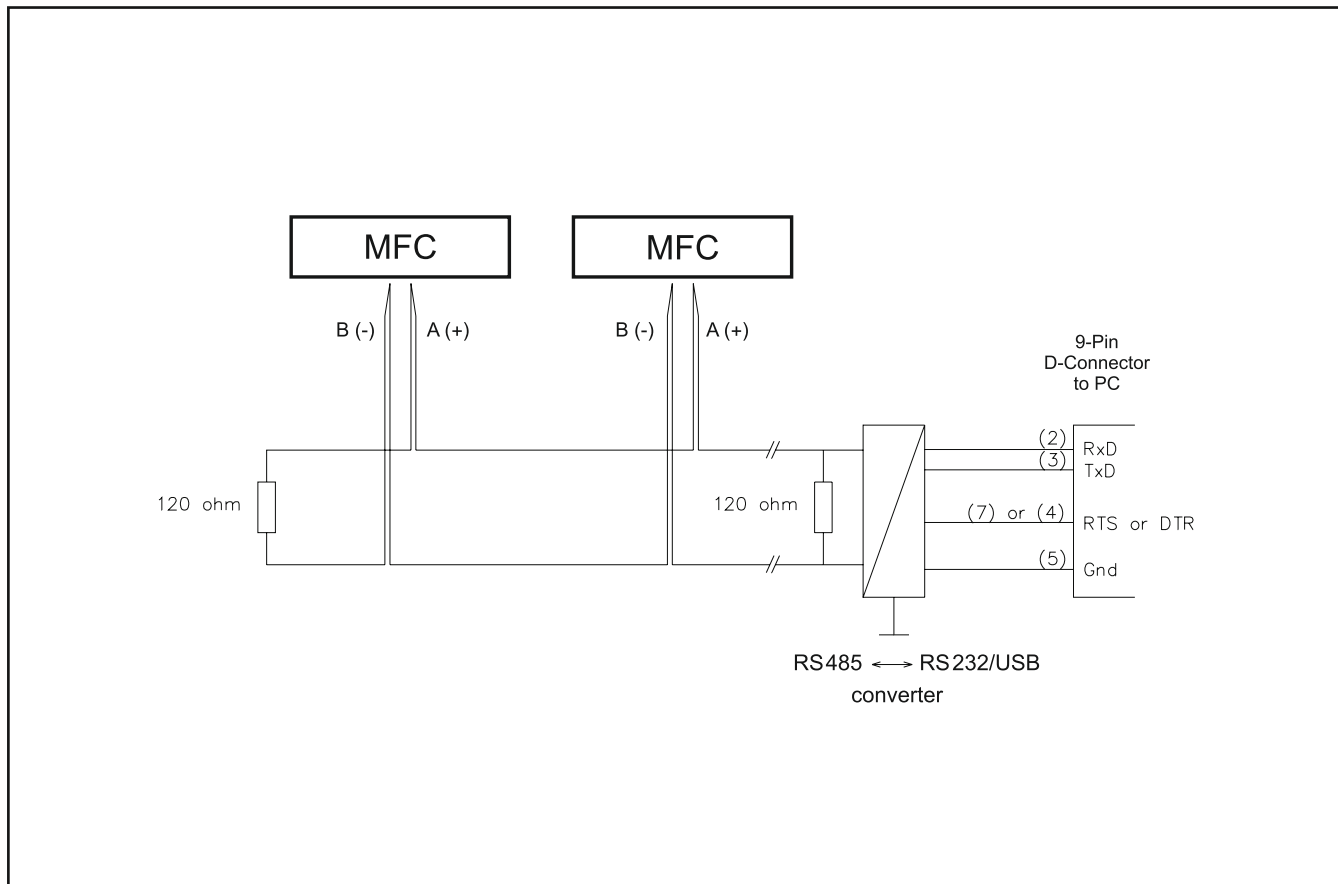 MFC
MFC
B (-)
A (+)
B (-)
A (+)
9-Pin
D-Connector
to PC
(2)
RxD
(3)
TxD
120 ohm
120 ohm
(7) or (4)
RTS or DTR
(5)
Gnd
RS485 ↔ RS232/USB
converter